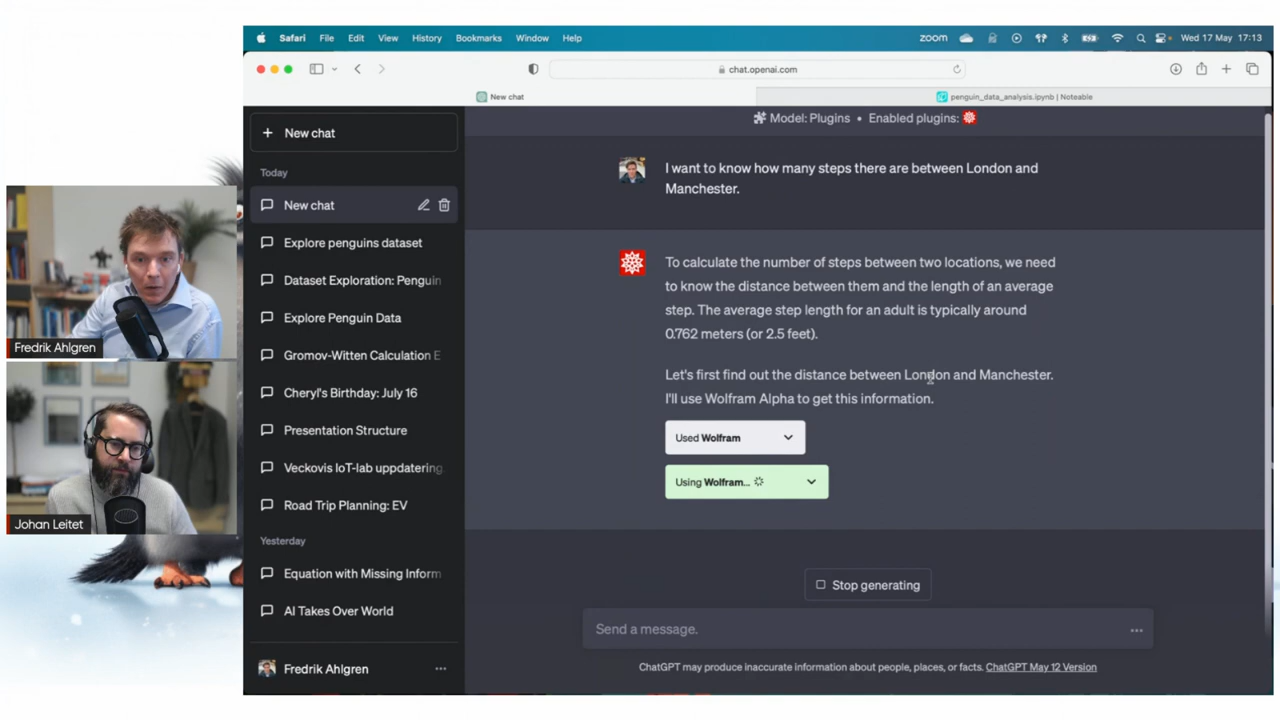 Safari File Edit View History Bookmarks Window Help
zoom Wed 17 May 17:13
chat.openai.com
New chat
penguin_data_analysis.ipynb | Noteable
+ New chat
Today
New chat
Explore penguins dataset
Dataset Exploration: Penguin
Explore Penguin Data
Gromov-Witten Calculation E
Cheryl's Birthday: July 16
Presentation Structure
Veckovis IoT-lab uppdatering
Road Trip Planning: EV
Yesterday
Equation with Missing Inform
AI Takes Over World
Fredrik Ahlgren
Model: Plugins • Enabled plugins:
I want to know how many steps there are between London and
Manchester.
To calculate the number of steps between two locations, we need
to know the distance between them and the length of an average
step. The average step length for an adult is typically around
0.762 meters (or 2.5 feet).
Let's first find out the distance between London and Manchester.
I'll use Wolfram Alpha to get this information.
Used Wolfram
Using Wolfram...
Stop generating
Send a message.
ChatGPT may produce inaccurate information about people, places, or facts. ChatGPT May 12 Version
Fredrik Ahlgren
Johan Leitet